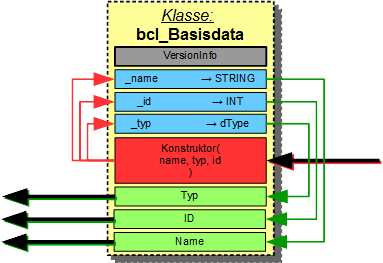 Klasse:
bcl_Basisdata
VersionInfo
_name → STRING
_id → INT
_typ → dType
Konstruktor(
name, typ, id
)
Typ
ID
Name